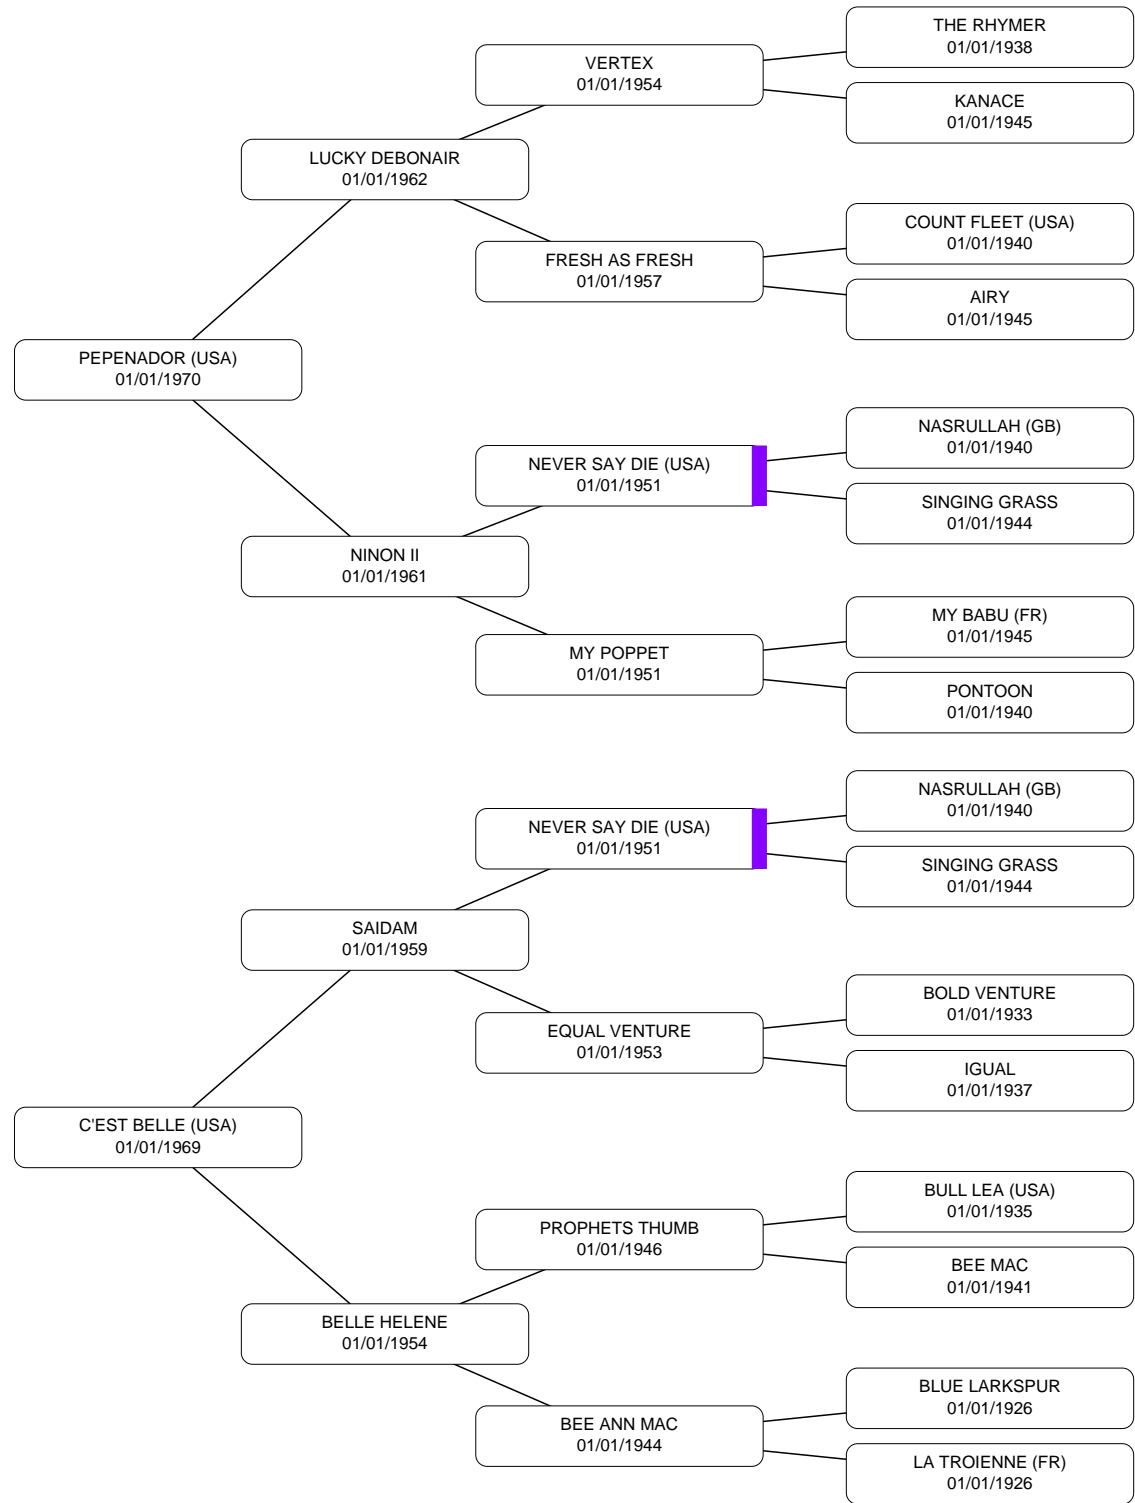 THE RHYMER
01/01/1938
VERTEX
01/01/1954
KANACE
01/01/1945
LUCKY DEBONAIR
01/01/1962
COUNT FLEET (USA)
01/01/1940
FRESH AS FRESH
01/01/1957
AIRY
01/01/1945
PEPENADOR (USA)
01/01/1970
NASRULLAH (GB)
01/01/1940
NEVER SAY DIE (USA)
01/01/1951
SINGING GRASS
01/01/1944
NINON II
01/01/1961
MY BABU (FR)
01/01/1945
MY POPPET
01/01/1951
PONTOON
01/01/1940
NASRULLAH (GB)
01/01/1940
NEVER SAY DIE (USA)
01/01/1951
SINGING GRASS
01/01/1944
SAIDAM
01/01/1959
BOLD VENTURE
01/01/1933
EQUAL VENTURE
01/01/1953
IGUAL
01/01/1937
C'EST BELLE (USA)
01/01/1969
BULL LEA (USA)
01/01/1935
PROPHETS THUMB
01/01/1946
BEE MAC
01/01/1941
BELLE HELENE
01/01/1954
BLUE LARKSPUR
01/01/1926
BEE ANN MAC
01/01/1944
LA TROIENNE (FR)
01/01/1926